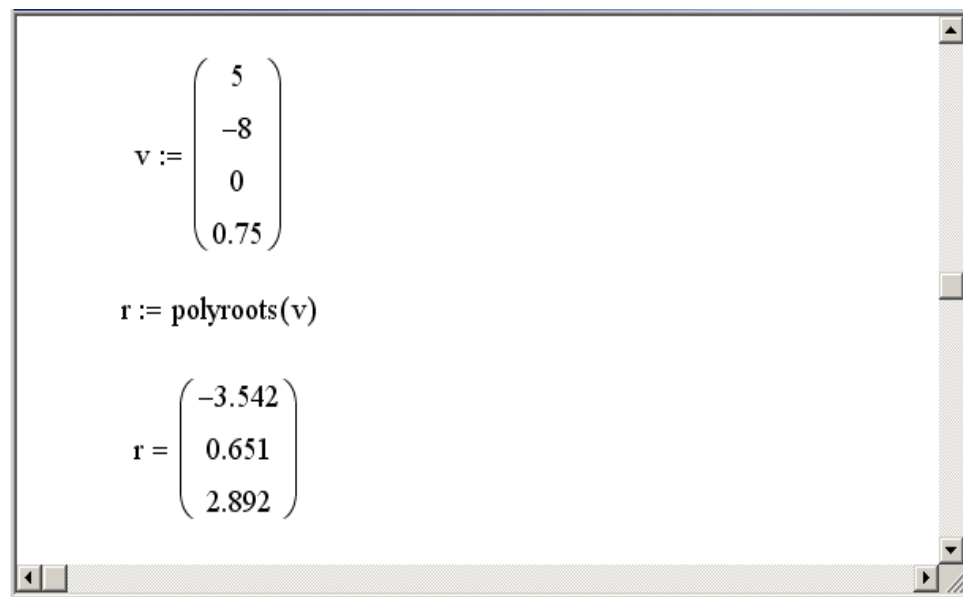 5
–8
v :=
0
0.75
r := polyroots(v)
–3.542
r = 0.651
2.892